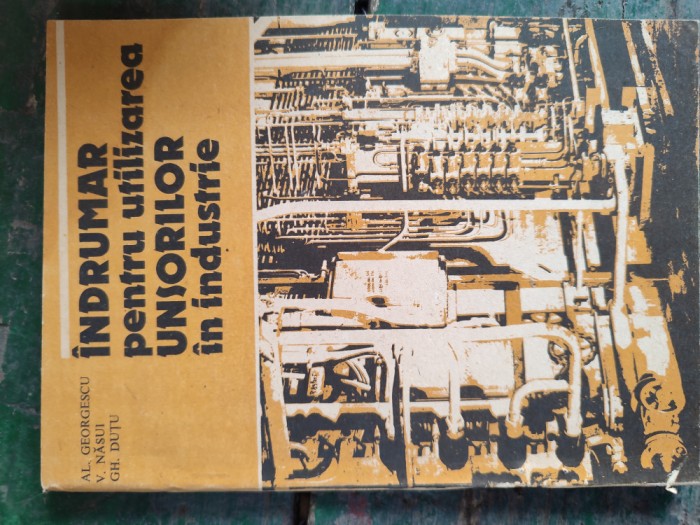 AL. GEORGESCU
V. NĂSUI
GH. DUȚU
ÎNDRUMAR
pentru utilizarea
UNSORILOR
în industrie